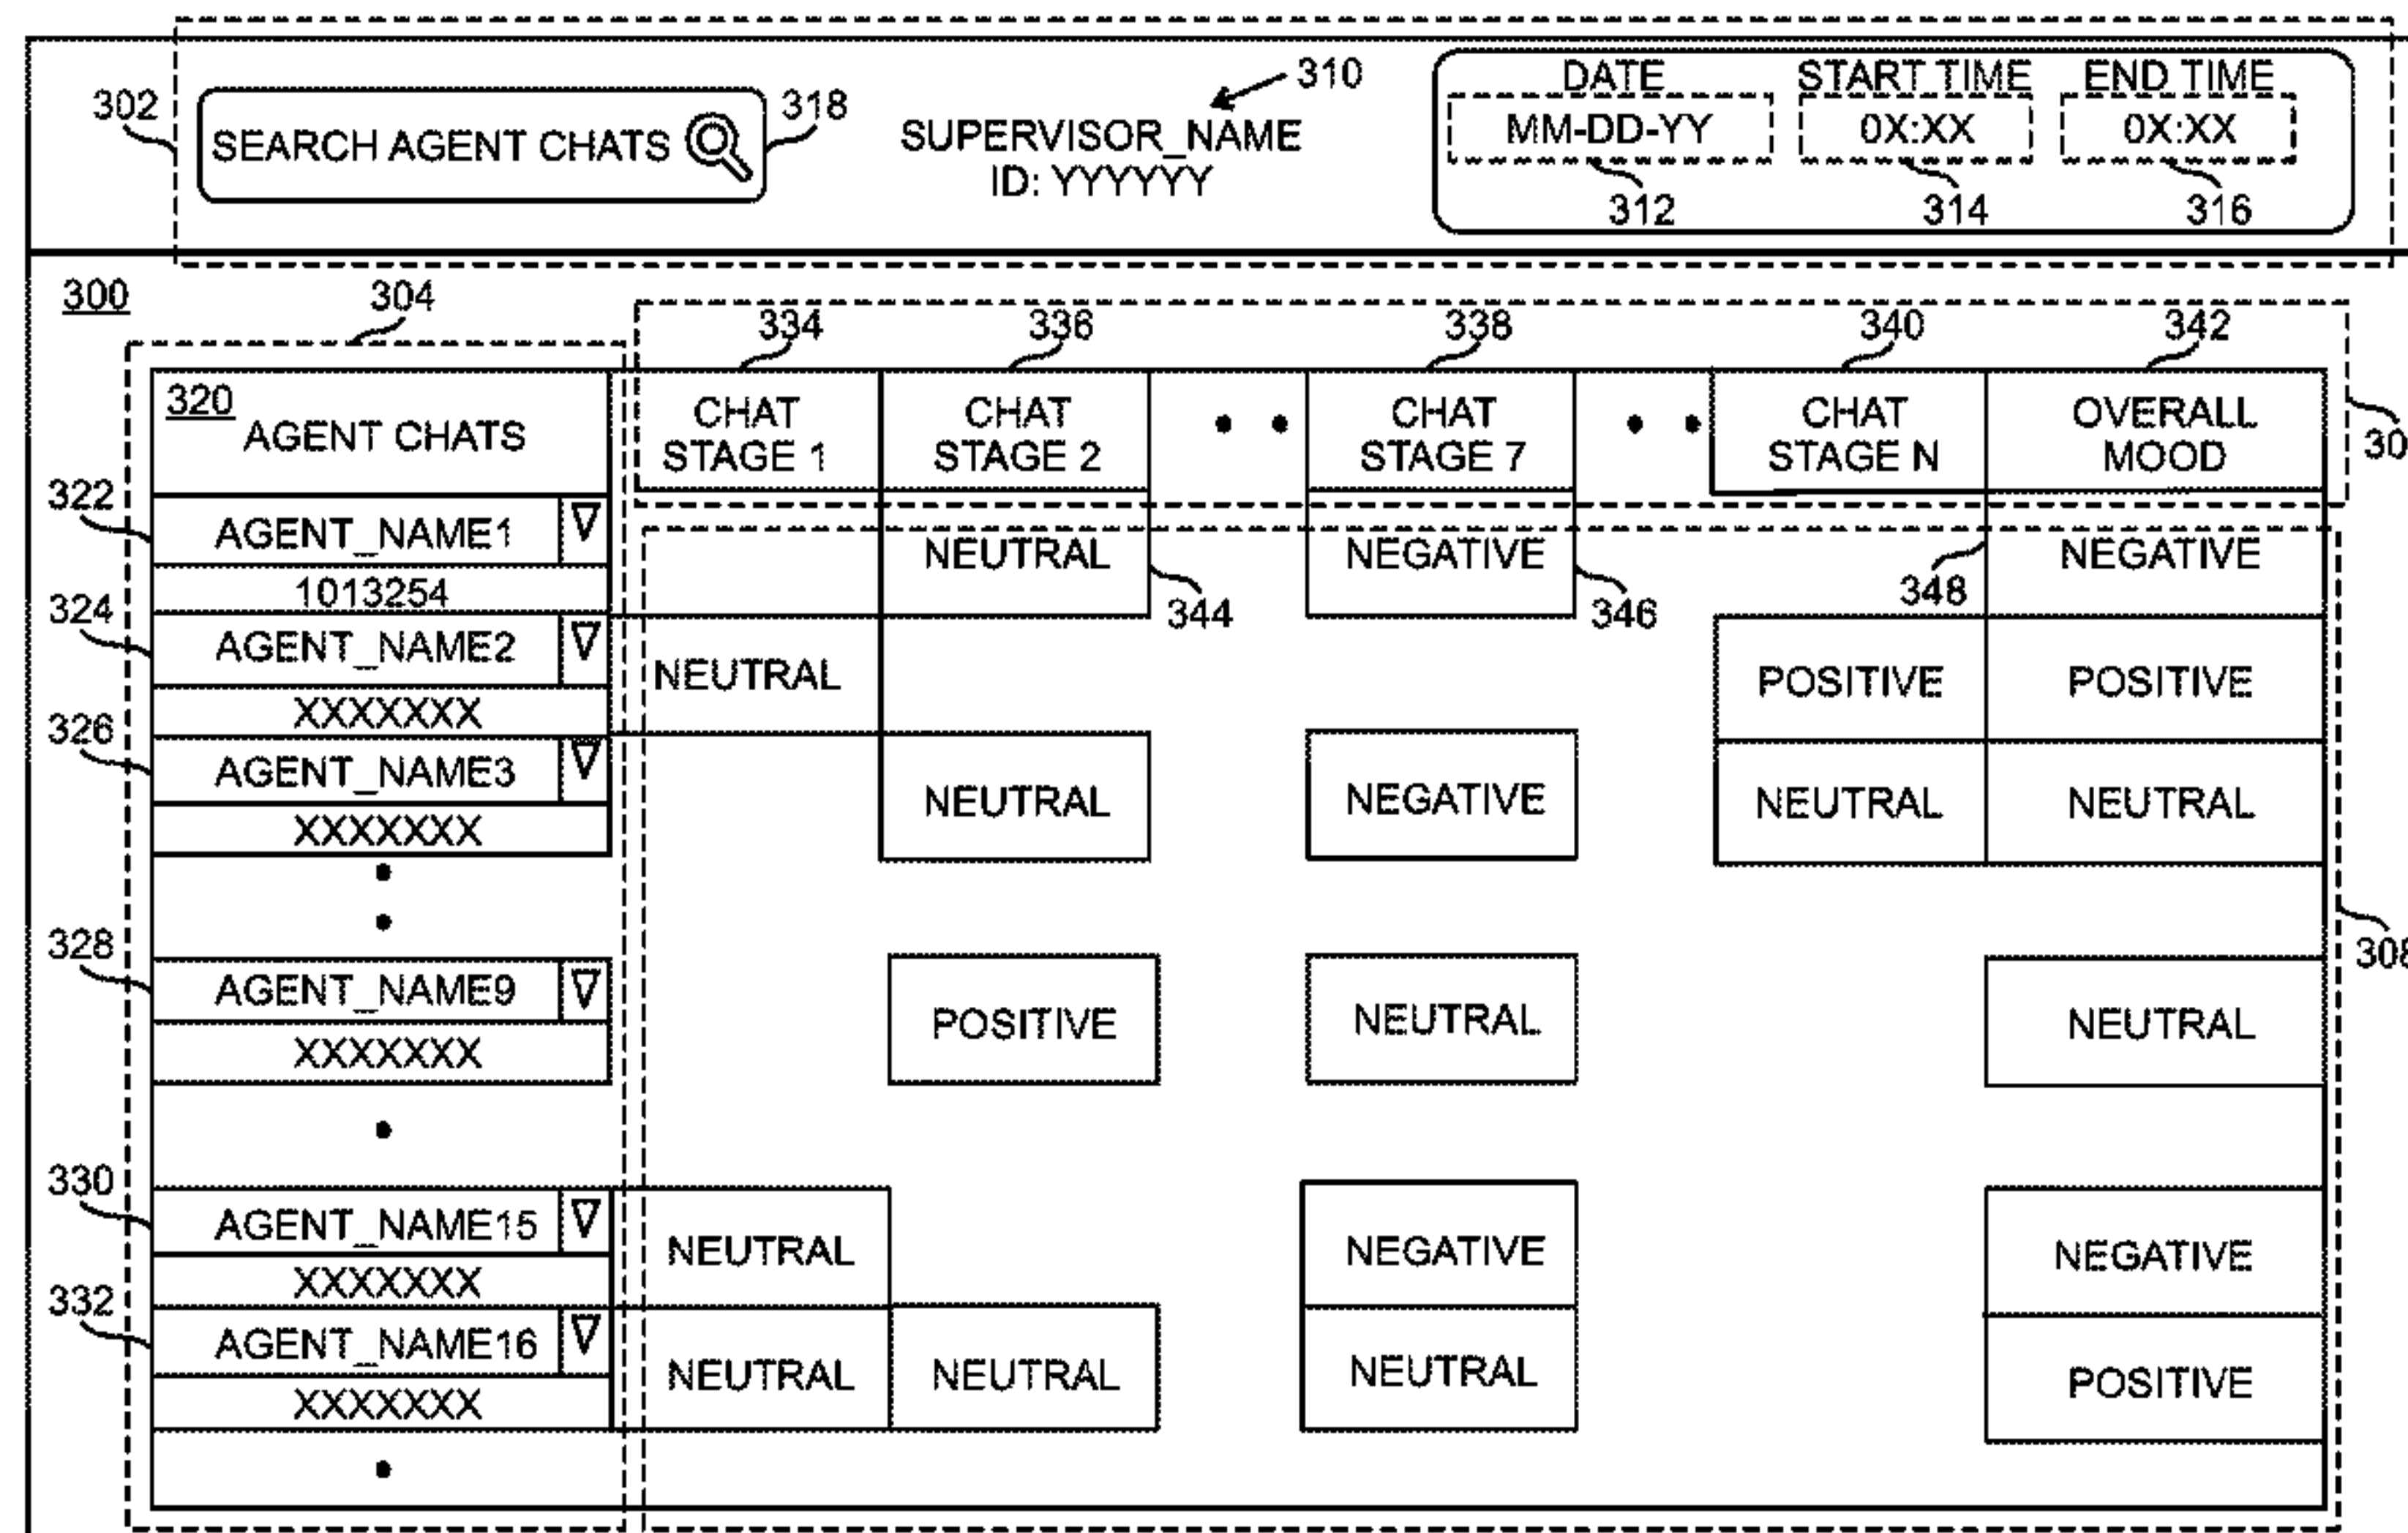 302
SEARCH AGENT CHATS
318
310
SUPERVISOR_NAME
ID: YYYYYY
DATE
START TIME
END TIME
MM-DD-YY
0X:XX
0X:XX
312
314
316
300
304
334
336
338
340
342
320
AGENT CHATS
CHAT
STAGE 1
CHAT
STAGE 2
CHAT
STAGE 7
CHAT
STAGE N
OVERALL
MOOD
322
AGENT_NAME1
1013254
NEUTRAL
344
NEGATIVE
346
348
NEGATIVE
324
AGENT_NAME2
XXXXXXX
NEUTRAL
POSITIVE
POSITIVE
326
AGENT_NAME3
XXXXXXX
NEUTRAL
NEGATIVE
NEUTRAL
NEUTRAL
308
328
AGENT_NAME9
XXXXXXX
POSITIVE
NEUTRAL
NEUTRAL
330
AGENT_NAME15
XXXXXXX
NEUTRAL
NEGATIVE
NEGATIVE
332
AGENT_NAME16
XXXXXXX
NEUTRAL
NEUTRAL
NEUTRAL
POSITIVE